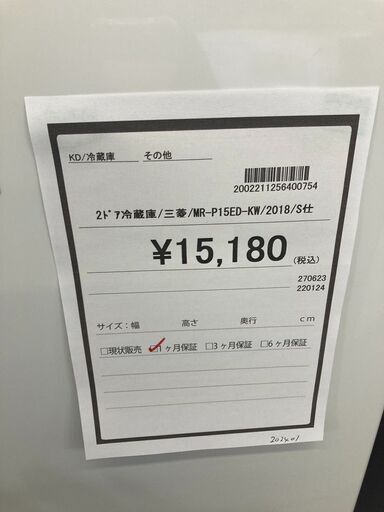 KD/冷蔵庫 その他
2002211256400754
2ﾄﾞｱ冷蔵庫/三菱/MR-P15ED-KW/2018/S仕
¥15,180(税込)
270623
220124
サイズ：幅 高さ 奥行 ｃｍ
□現状販売 □1ヶ月保証 □3ヶ月保証 □6ヶ月保証
2024.01